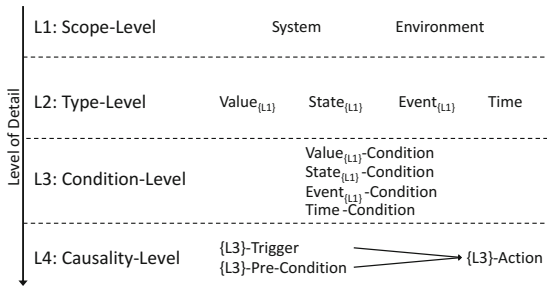 Level of Detail
L1: Scope-Level System Environment
L2: Type-Level Value{L1} State{L1} Event{L1} Time
L3: Condition-Level
Value{L1}-Condition
State{L1}-Condition
Event{L1}-Condition
Time-Condition
L4: Causality-Level
{L3}-Trigger
{L3}-Pre-Condition
{L3}-Action